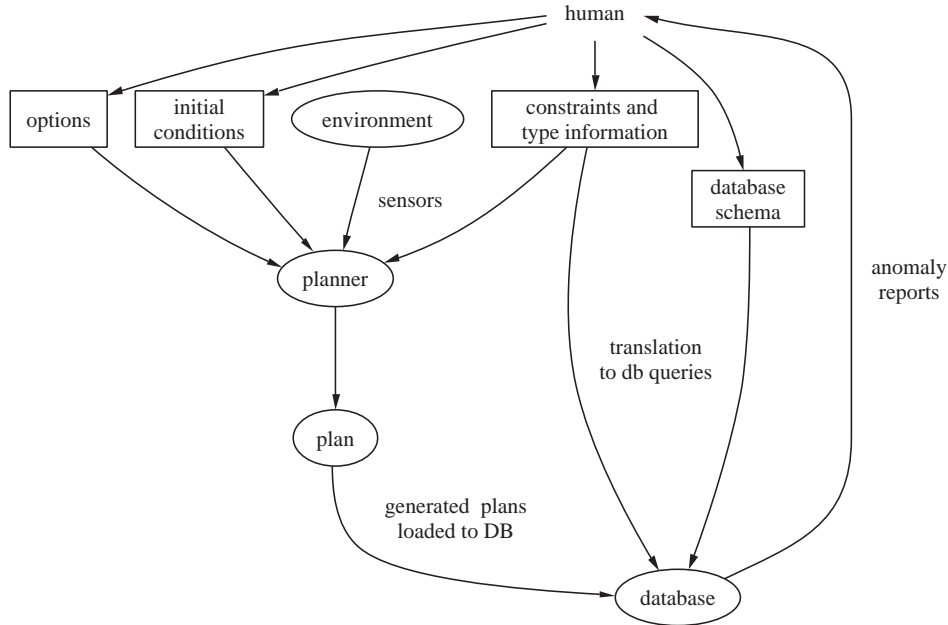 human
options
initial
conditions
environment
constraints and
type information
database
schema
sensors
planner
anomaly
reports
translation
to db queries
plan
generated plans
loaded to DB
database